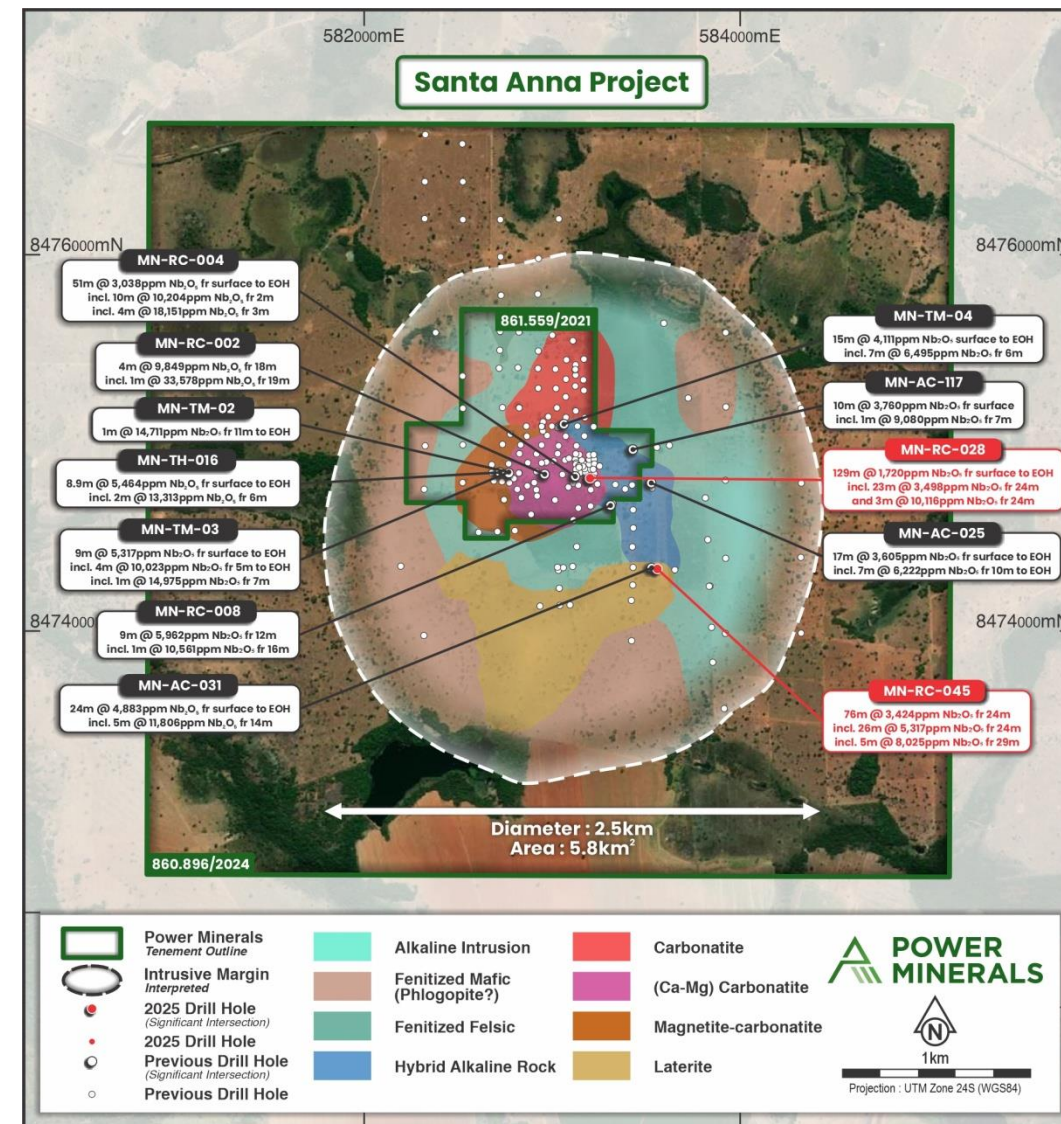 582000mE
584000mE
Santa Anna Project
8476000mN
8476000mN
MN-RC-004
51m @ 3,038ppm Nb₂O₅ fr surface to EOH
incl. 10m @ 10,204ppm Nb₂O₅ fr 2m
incl. 4m @ 18,151ppm Nb₂O₅ fr 3m
MN-RC-002
4m @ 9,849ppm Nb₂O₅ fr 18m
incl. 1m @ 33,578ppm Nb₂O₅ fr 19m
MN-TM-02
1m @ 14,711ppm Nb₂O₅ fr 11m to EOH
MN-TH-016
8.9m @ 5,464ppm Nb₂O₅ fr surface to EOH
incl. 2m @ 13,313ppm Nb₂O₅ fr 6m
MN-TM-03
9m @ 5,317ppm Nb₂O₅ fr surface to EOH
incl. 4m @ 10,023ppm Nb₂O₅ fr 5m to EOH
incl. 1m @ 14,975ppm Nb₂O₅ fr 7m
MN-RC-008
9m @ 5,962ppm Nb₂O₅ fr 12m
incl. 1m @ 10,561ppm Nb₂O₅ fr 16m
MN-AC-031
24m @ 4,883ppm Nb₂O₅ fr surface to EOH
incl. 5m @ 11,806ppm Nb₂O₅ fr 14m
8474000mN
861.559/2021
MN-TM-04
15m @ 4,111ppm Nb₂O₅ surface to EOH
incl. 7m @ 6,495ppm Nb₂O₅ fr 6m
MN-AC-117
10m @ 3,760ppm Nb₂O₅ fr surface
incl. 1m @ 9,080ppm Nb₂O₅ fr 7m
MN-RC-028
129m @ 1,720ppm Nb₂O₅ fr surface to EOH
incl. 23m @ 3,498ppm Nb₂O₅ fr 24m
and 3m @ 10,116ppm Nb₂O₅ fr 24m
MN-AC-025
17m @ 3,605ppm Nb₂O₅ fr surface to EOH
incl. 7m @ 6,222ppm Nb₂O₅ fr 10m to EOH
8474000mN
MN-RC-045
76m @ 3,424ppm Nb₂O₅ fr 24m
incl. 26m @ 5,317ppm Nb₂O₅ fr 24m
incl. 5m @ 8,025ppm Nb₂O₅ fr 29m
Diameter : 2.5km
Area : 5.8km²
860.896/2024
Power Minerals
Tenement Outline
Intrusive Margin
Interpreted
2025 Drill Hole
(Significant Intersection)
2025 Drill Hole
Previous Drill Hole
(Significant Intersection)
Previous Drill Hole
Alkaline Intrusion
Fenitized Mafic
(Phlogopite?)
Fenitized Felsic
Hybrid Alkaline Rock
Carbonatite
(Ca-Mg) Carbonatite
Magnetite-carbonatite
Laterite
POWER
MINERALS
N
1km
Projection : UTM Zone 24S (WGS84)